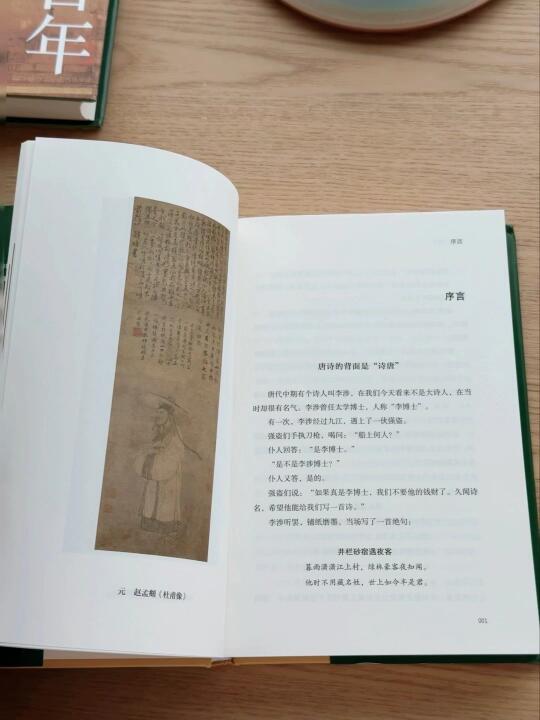 年
元 赵孟頫《杜甫像》
序言
序言
唐诗的背面是“诗唐”
唐代中期有个诗人叫李涉，在我们今天看来不是大诗人，在当
时却很有名气。李涉曾任太学博士，人称“李博士”。
有一次，李涉经过九江，遇上了一伙强盗。
强盗们手执刀枪，喝问：“船上何人？”
仆人回答：“是李博士。”
“是不是李涉博士？”
仆人又答，是的。
强盗们说：“如果真是李博士，我们不要他的钱财了。久闻诗
名，希望他能给我们写一首诗。”
李涉听罢，铺纸磨墨，当场写了一首绝句：
井栏砂宿遇夜客
暮雨潇潇江上村，绿林豪客夜知闻。
他时不用藏名姓，世上如今半是君。
001